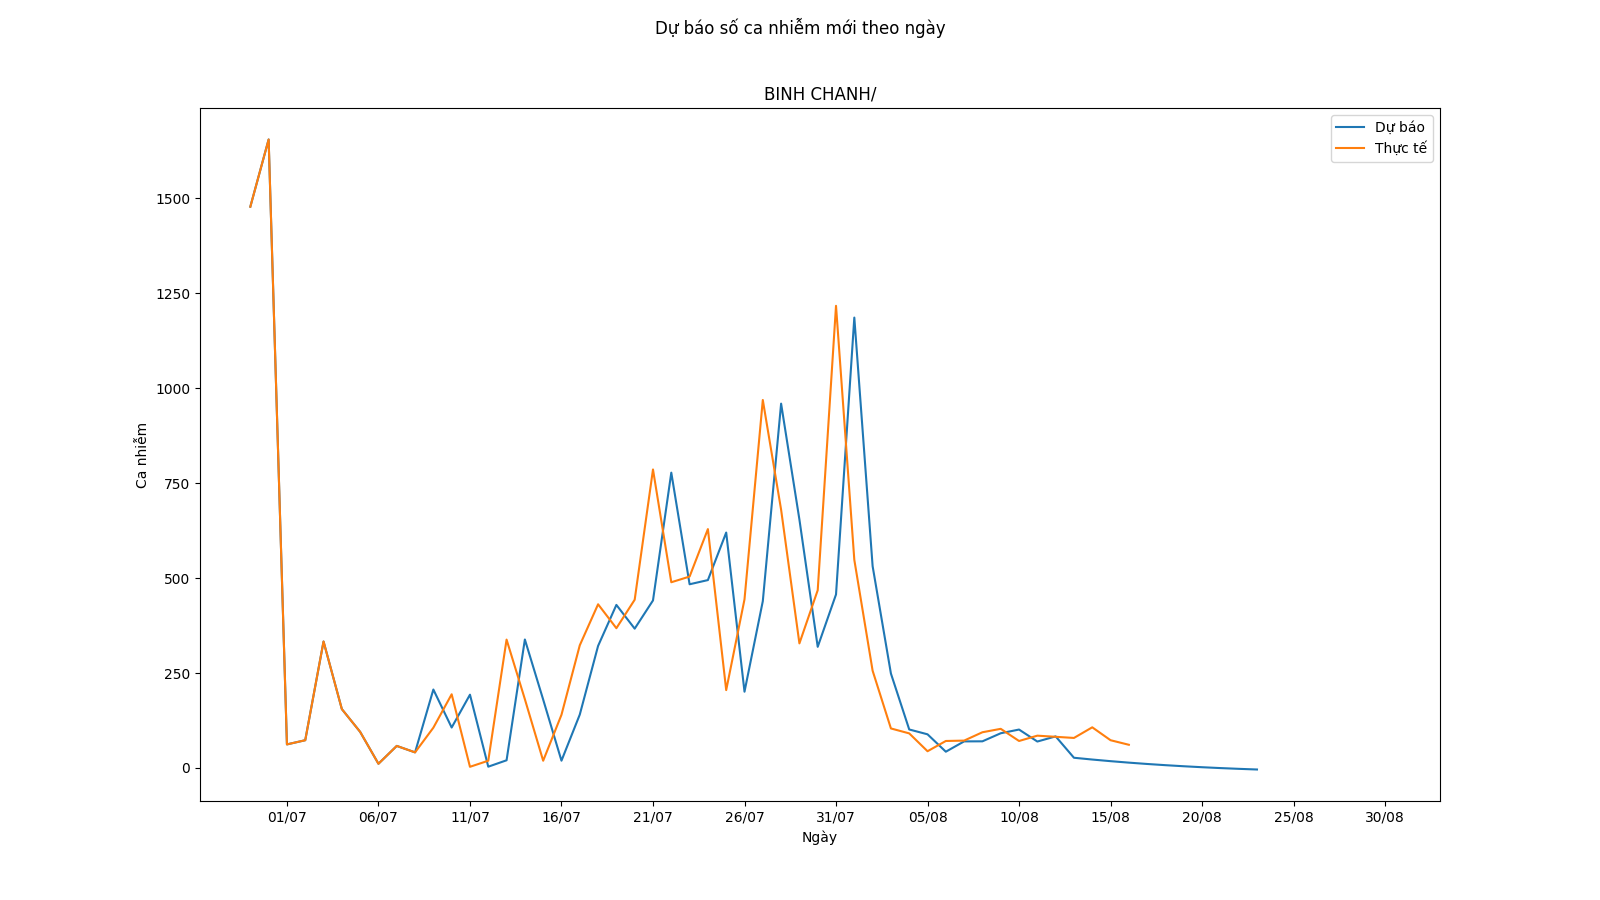 Dự báo số ca nhiễm mới theo ngày
BINH CHANH/
Dự báo
Thực tế
1500
1250
1000
750
500
250
0
Ca nhiễm
01/07 06/07 11/07 16/07 21/07 26/07 31/07 05/08 10/08 15/08 20/08 25/08 30/08
Ngày